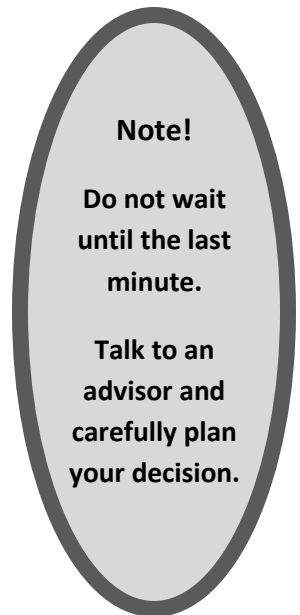 Note!
Do not wait
until the last
minute.
Talk to an
advisor and
carefully plan
your decision.